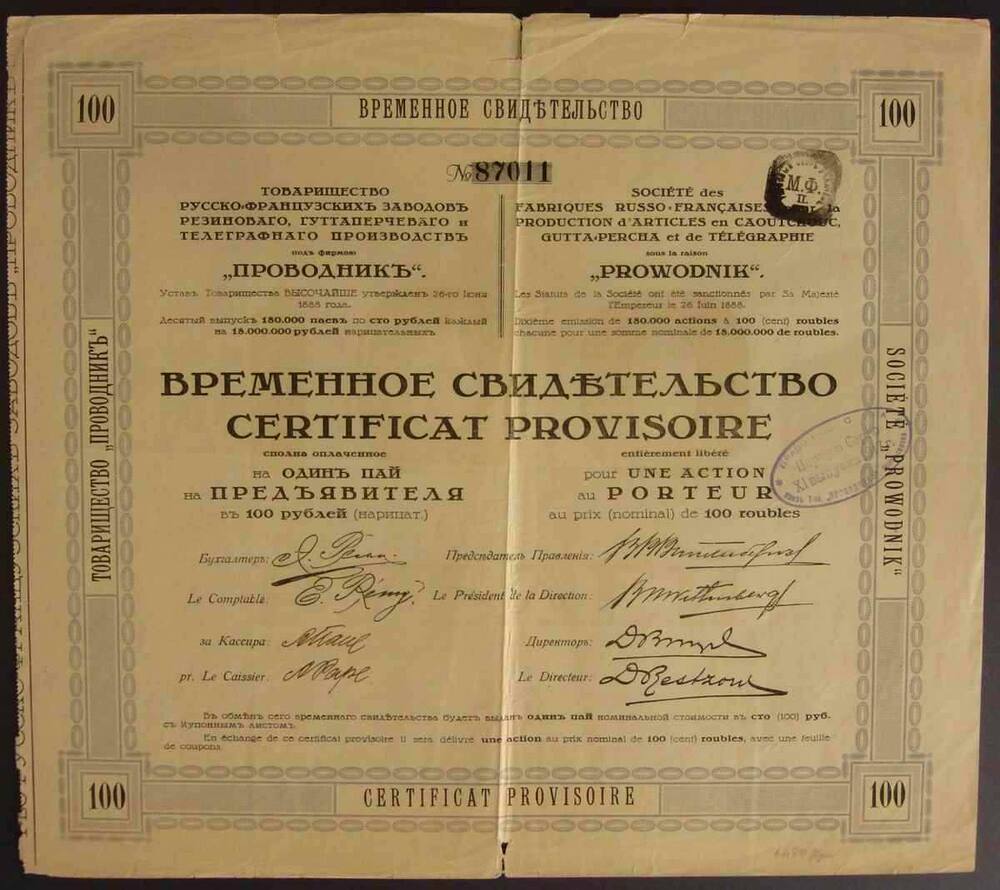 100
ВРЕМЕННОЕ СВИДѢТЕЛЬСТВО
100
№ 87011
ТОВАРИЩЕСТВО
РУССКО-ФРАНЦУЗСКИХЪ ЗАВОДОВЪ
РЕЗИНОВАГО, ГУТТАПЕРЧЕВАГО и
ТЕЛЕГРАФНАГО ПРОИЗВОДСТВЪ
подъ фирмою
„ПРОВОДНИКЪ“.
Уставъ Товарищества ВЫСОЧАЙШЕ утвержденъ 26-го Іюня
1888 года.
Десятый выпускъ 180.000 паевъ по сто рублей каждый
на 18.000.000 рублей нарицательныхъ.
SOCIÉTÉ des
FABRIQUES RUSSO-FRANÇAISES la
PRODUCTION d'ARTICLES en CAOUTCHOUC,
GUTTA-PERCHA et de TÉLÉGRAPHIE
sous la raison
„PROWODNIK“.
Les Statuts de la Société ont été sanctionnés par Sa Majesté
l'Empereur le 26 Juin 1888.
Dixième emission de 180.000 actions à 100 (cent) roubles
chacune pour une somme nominale de 18.000.000 de roubles.
М.Ф.
П.
ВРЕМЕННОЕ СВИДѢТЕЛЬСТВО
CERTIFICAT PROVISOIRE
сполна оплаченное
на ОДИНЪ ПАЙ
на ПРЕДЪЯВИТЕЛЯ
въ 100 рублей (нарицат.)
entièrement libéré
pour UNE ACTION
au PORTEUR
au prix (nominal) de 100 roubles
Бухгалтеръ:
Предсѣдатель Правленія:
Le Comptable: E. Rémy
Le Président de la Direction:
за Кассира:
Директоръ:
pr. Le Caissier:
Le Directeur:
Въ обмѣнъ сего временнаго свидѣтельства будетъ выданъ одинъ пай номинальной стоимости въ сто (100) руб.
съ купоннымъ листомъ.
En échange de ce certificat provisoire il sera délivré une action au prix nominal de 100 (cent) roubles, avec une feuille
de coupons.
ТОВАРИЩЕСТВО „ПРОВОДНИКЪ“
SOCIÉTÉ „PROWODNIK“
100
CERTIFICAT PROVISOIRE
100